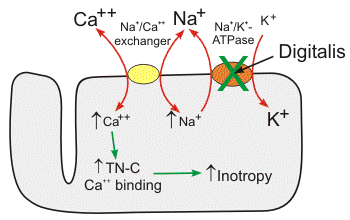 Ca⁺⁺
Na⁺/Ca⁺⁺
exchanger
Na⁺
Na⁺/K⁺-
ATPase
K⁺
Digitalis
↑Ca⁺⁺
↑Na⁺
K⁺
↑TN-C
Ca⁺⁺ binding
↑Inotropy